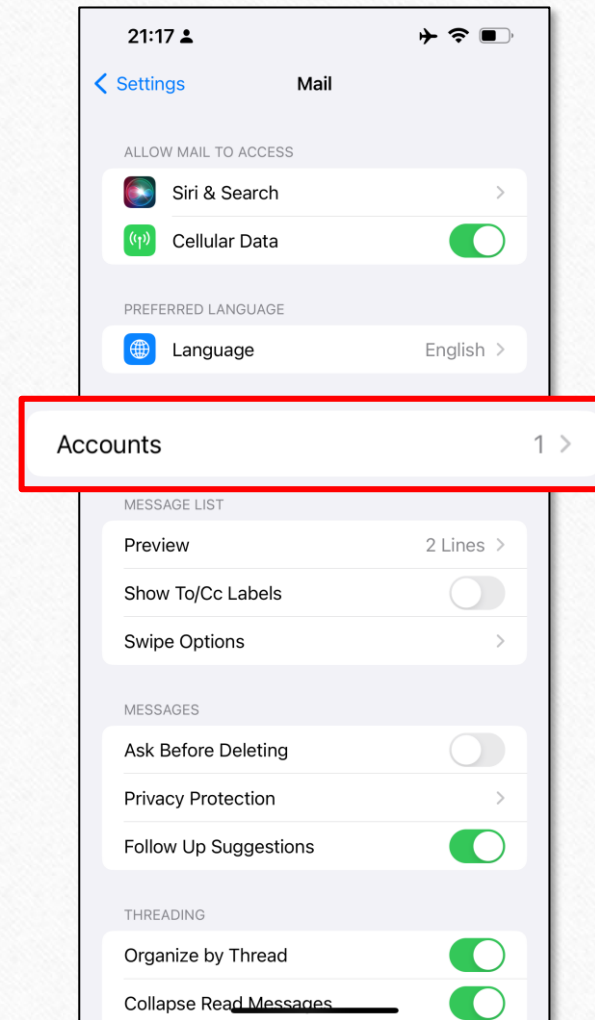 21:17
Settings Mail
ALLOW MAIL TO ACCESS
Siri & Search
Cellular Data
PREFERRED LANGUAGE
Language English
Accounts 1
MESSAGE LIST
Preview 2 Lines
Show To/Cc Labels
Swipe Options
MESSAGES
Ask Before Deleting
Privacy Protection
Follow Up Suggestions
THREADING
Organize by Thread
Collapse Read Messages